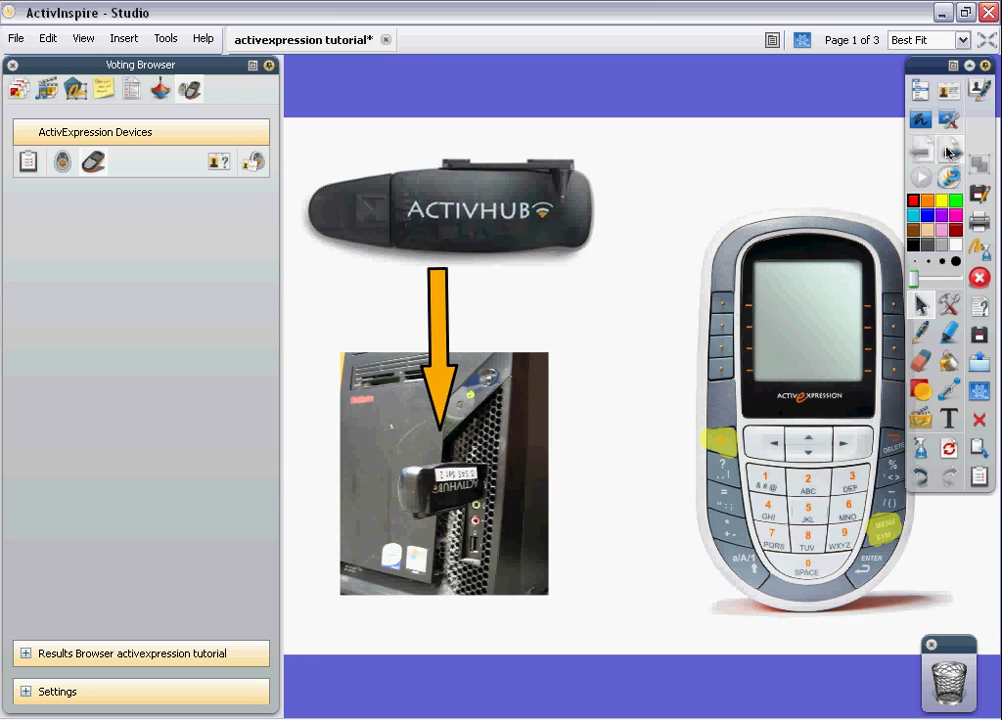 ActivInspire - Studio
File Edit View Insert Tools Help
activexpression tutorial*
Page 1 of 3 Best Fit
Voting Browser
ActivExpression Devices
ACTIVHUB
ACTIVEXPRESSION
DELETE
1 2 3
& # @ ABC DEF
4 5 6
GHI JKL MNO
7 8 9
PQRS TUV WXYZ
0
SPACE
a/A/1
MENU
SYM
ENTER
ACTIVHUB
T
Results Browser activexpression tutorial
Settings